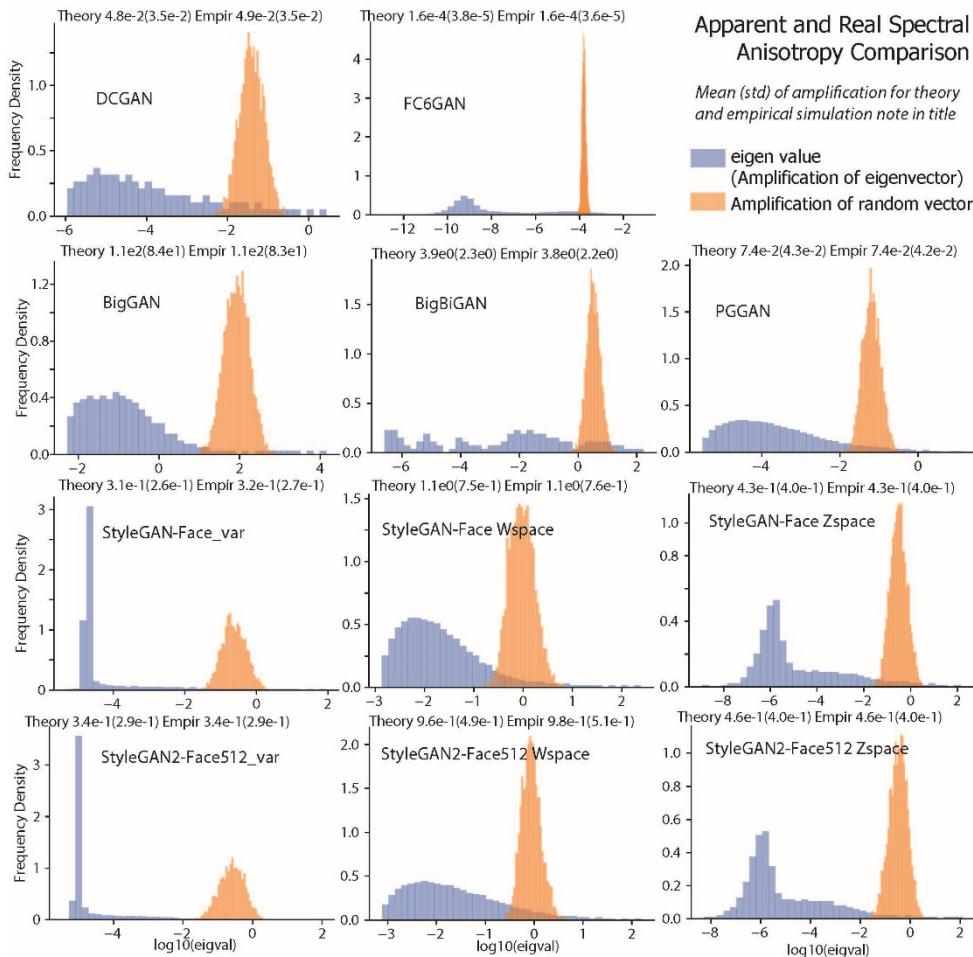 Theory 4.8e-2(3.5e-2) Empir 4.9e-2(3.5e-2)
Theory 1.6e-4(3.8e-5) Empir 1.6e-4(3.6e-5)
Apparent and Real Spectral
Anisotropy Comparison
Mean (std) of amplification for theory
and empirical simulation note in title
eigen value
(Amplification of eigenvector)
Amplification of random vector
Frequency Density
DCGAN
1.0
0.5
0.0
−6 −4 −2 0
FC6GAN
4
3
2
1
0
−12 −10 −8 −6 −4 −2
Theory 1.1e2(8.4e1) Empir 1.1e2(8.3e1)
Theory 3.9e0(2.3e0) Empir 3.8e0(2.2e0)
Theory 7.4e-2(4.3e-2) Empir 7.4e-2(4.2e-2)
Frequency Density
BigGAN
1.2
0.8
0.4
0.0
−2 0 2 4
BigBiGAN
1.5
1.0
0.5
0.0
−6 −4 −2 0 2
PGGAN
2.0
1.5
1.0
0.5
0.0
−4 −2 0
Theory 3.1e-1(2.6e-1) Empir 3.2e-1(2.7e-1)
Theory 1.1e0(7.5e-1) Empir 1.1e0(7.6e-1)
Theory 4.3e-1(4.0e-1) Empir 4.3e-1(4.0e-1)
Frequency Density
StyleGAN-Face_var
3
2
1
0
−4 −2 0 2
StyleGAN-Face Wspace
1.5
1.0
0.5
0.0
−3 −2 −1 0 1 2
StyleGAN-Face Zspace
1.0
0.8
0.6
0.4
0.2
0.0
−8 −6 −4 −2 0 2
Theory 3.4e-1(2.9e-1) Empir 3.4e-1(2.9e-1)
Theory 9.6e-1(4.9e-1) Empir 9.8e-1(5.1e-1)
Theory 4.6e-1(4.0e-1) Empir 4.6e-1(4.0e-1)
Frequency Density
StyleGAN2-Face512_var
3
2
1
0
−4 −2 0 2
log10(eigval)
StyleGAN2-Face512 Wspace
2.0
1.5
1.0
0.5
0.0
−3 −2 −1 0 1 2
log10(eigval)
StyleGAN2-Face512 Zspace
1.0
0.8
0.6
0.4
0.2
0.0
−8 −6 −4 −2 0 2
log10(eigval)